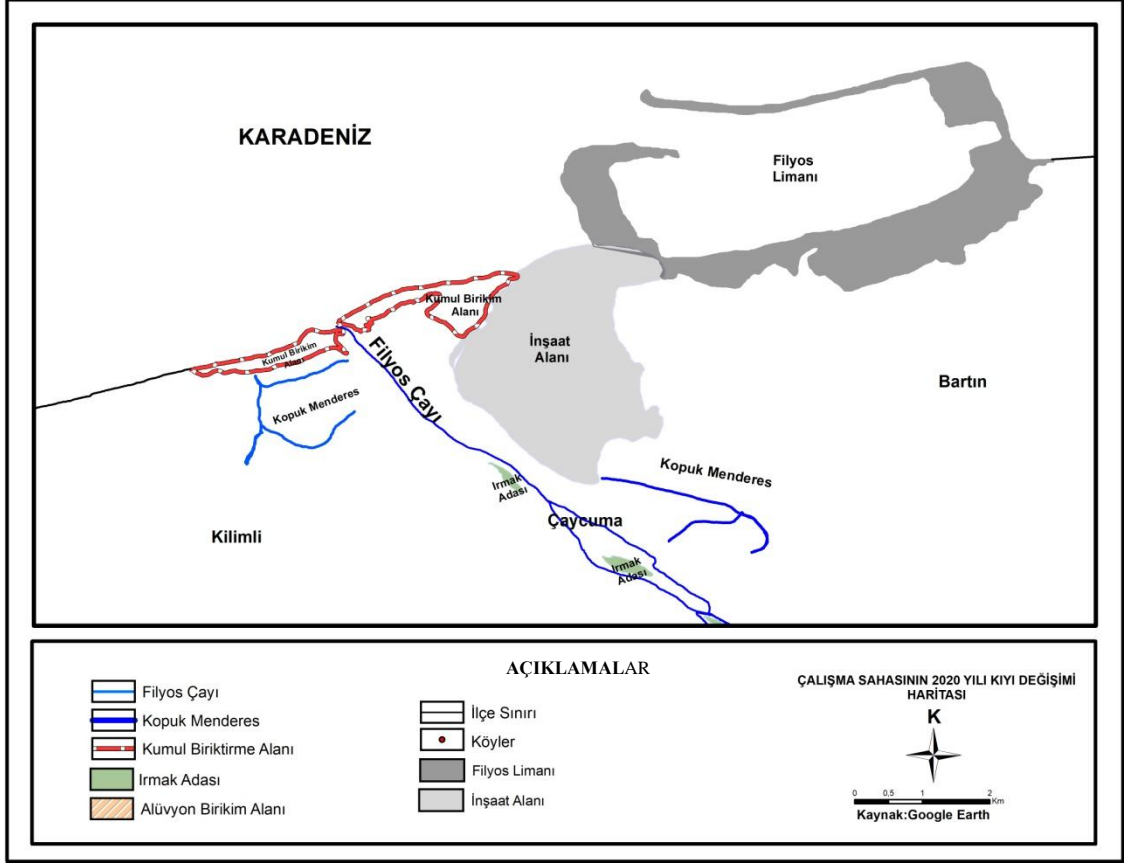 KARADENİZ
Filyos
Limanı
Kumul Birikim
Alanı
Kumul Birikim
Alanı
İnşaat
Alanı
Filyos Çayı
Bartın
Kopuk Menderes
Kopuk Menderes
Irmak
Adası
Çaycuma
Kilimli
Irmak
Adası
AÇIKLAMALAR
Filyos Çayı
Kopuk Menderes
Kumul Biriktirme Alanı
Irmak Adası
Alüvyon Birikim Alanı
İlçe Sınırı
Köyler
Filyos Limanı
İnşaat Alanı
ÇALIŞMA SAHASININ 2020 YILI KIYI DEĞİŞİMİ
HARİTASI
K
0 0,5 1 2
Km
Kaynak:Google Earth